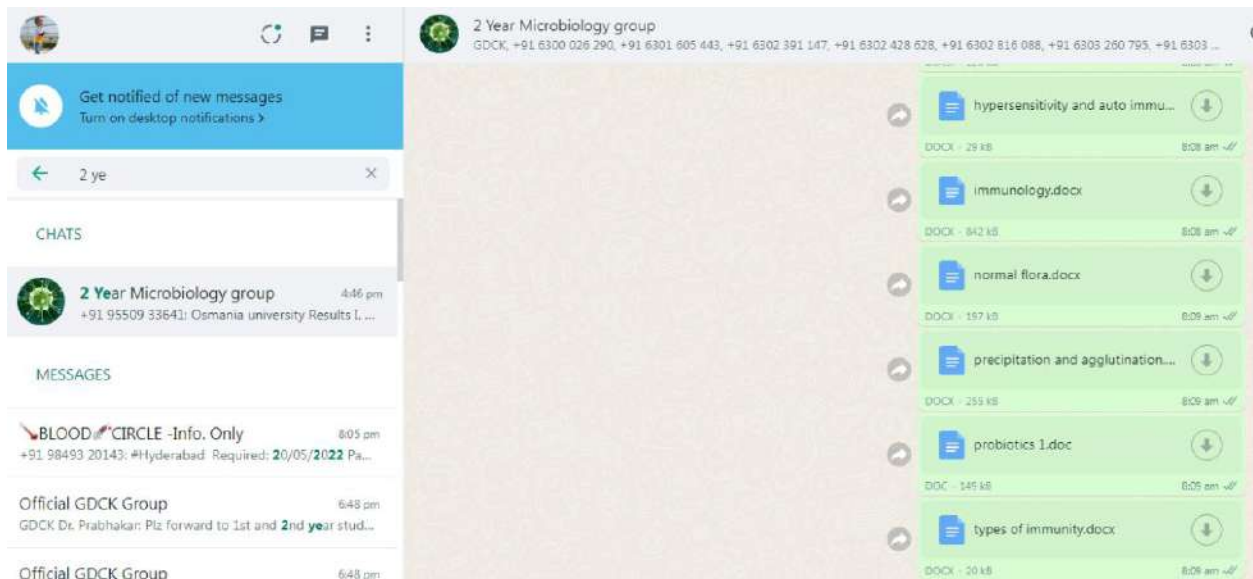 Get notified of new messages
Turn on desktop notifications >
2 ye
CHATS
2 Year Microbiology group 4:46 pm
+91 95509 33641: Osmania university Results I, ...
MESSAGES
BLOOD CIRCLE -Info. Only 8:05 pm
+91 98493 20143: #Hyderabad Required: 20/05/2022 Pa...
Official GDCK Group 6:48 pm
GDCK Dr. Prabhakar: Plz forward to 1st and 2nd year stud...
Official GDCK Group 6:48 pm
2 Year Microbiology group
GDCK, +91 6300 026 290, +91 6301 605 443, +91 6302 391 147, +91 6302 428 628, +91 6302 816 088, +91 6303 260 795, +91 6303 ...
hypersensitivity and auto immu...
DOCX - 29 kB 8:08 am
immunology.docx
DOCX - 842 kB 8:08 am
normal flora.docx
DOCX - 197 kB 8:09 am
precipitation and agglutination....
DOCX - 255 kB 8:09 am
probiotics 1.doc
DOC - 149 kB 8:09 am
types of immunity.docx
DOCX - 20 kB 8:09 am